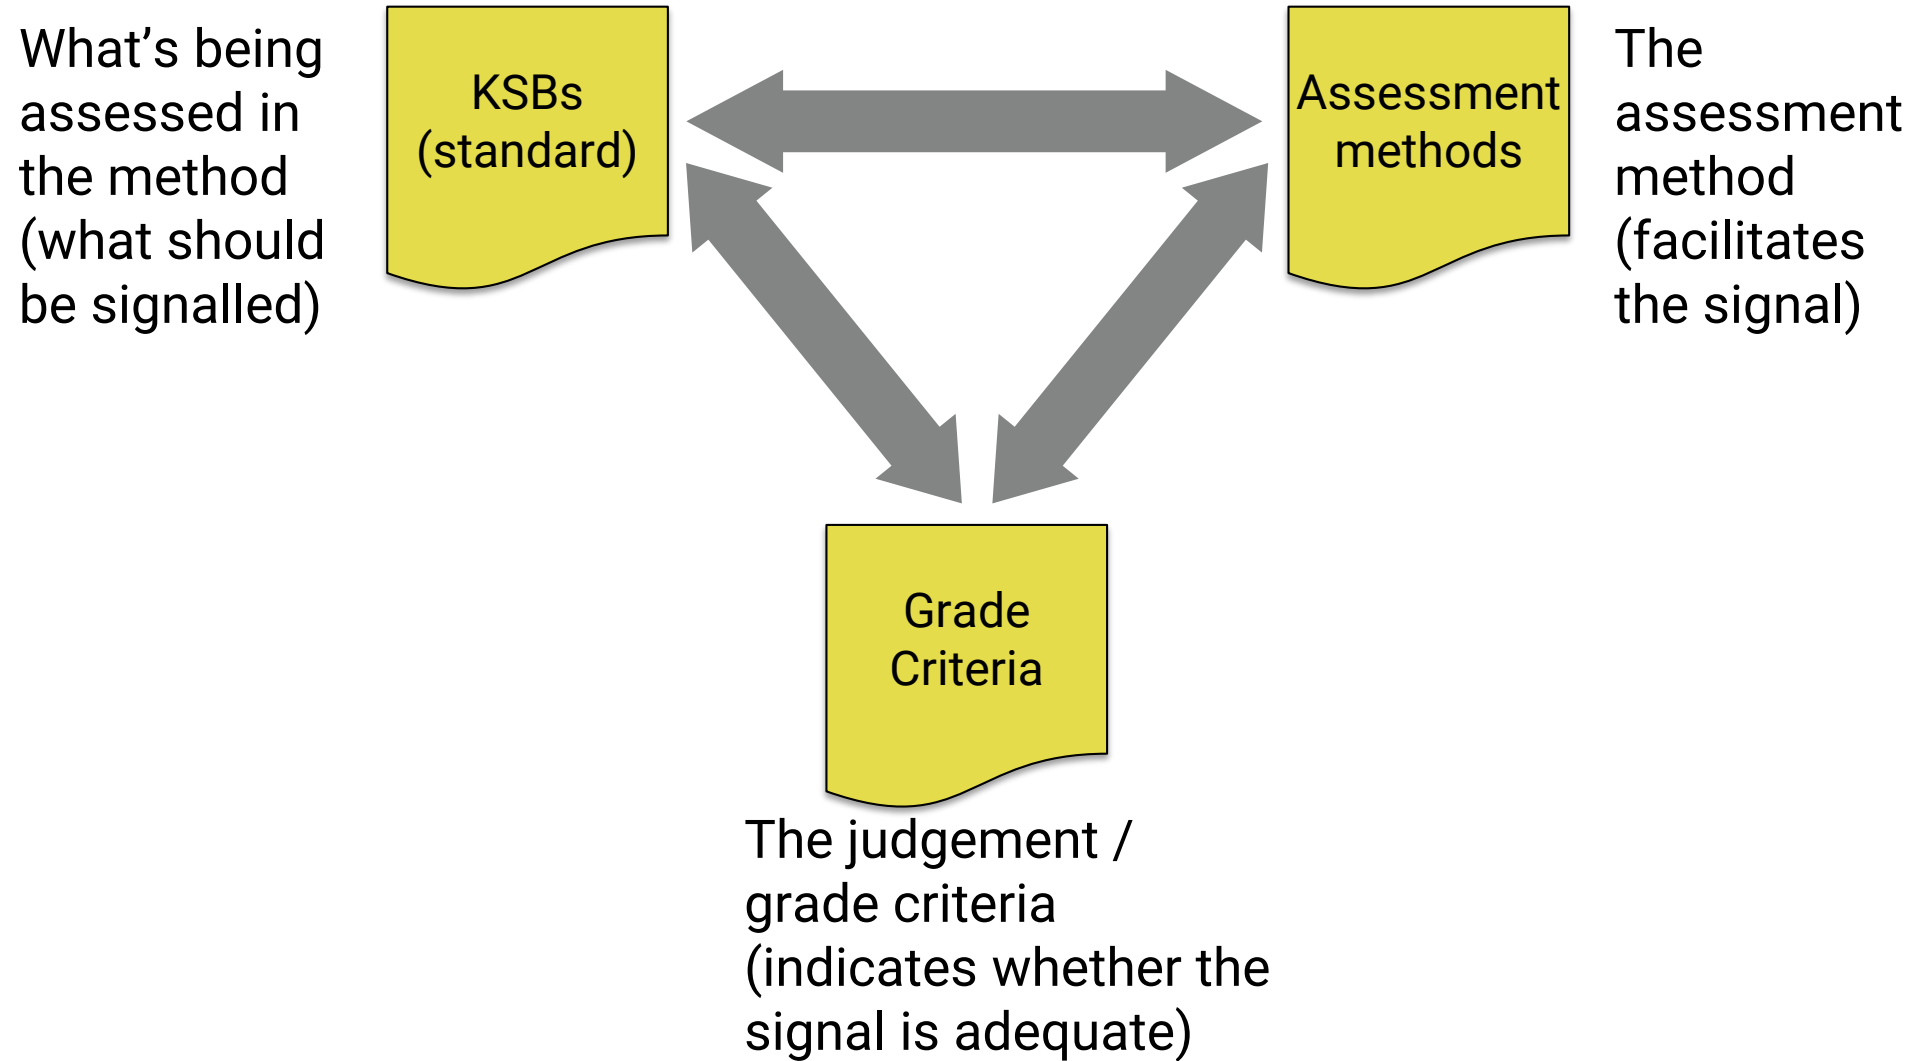 What's being
assessed in
the method
(what should
be signalled)
KSBs
(standard)
Assessment
methods
The
assessment
method
(facilitates
the signal)
Grade
Criteria
The judgement /
grade criteria
(indicates whether the
signal is adequate)